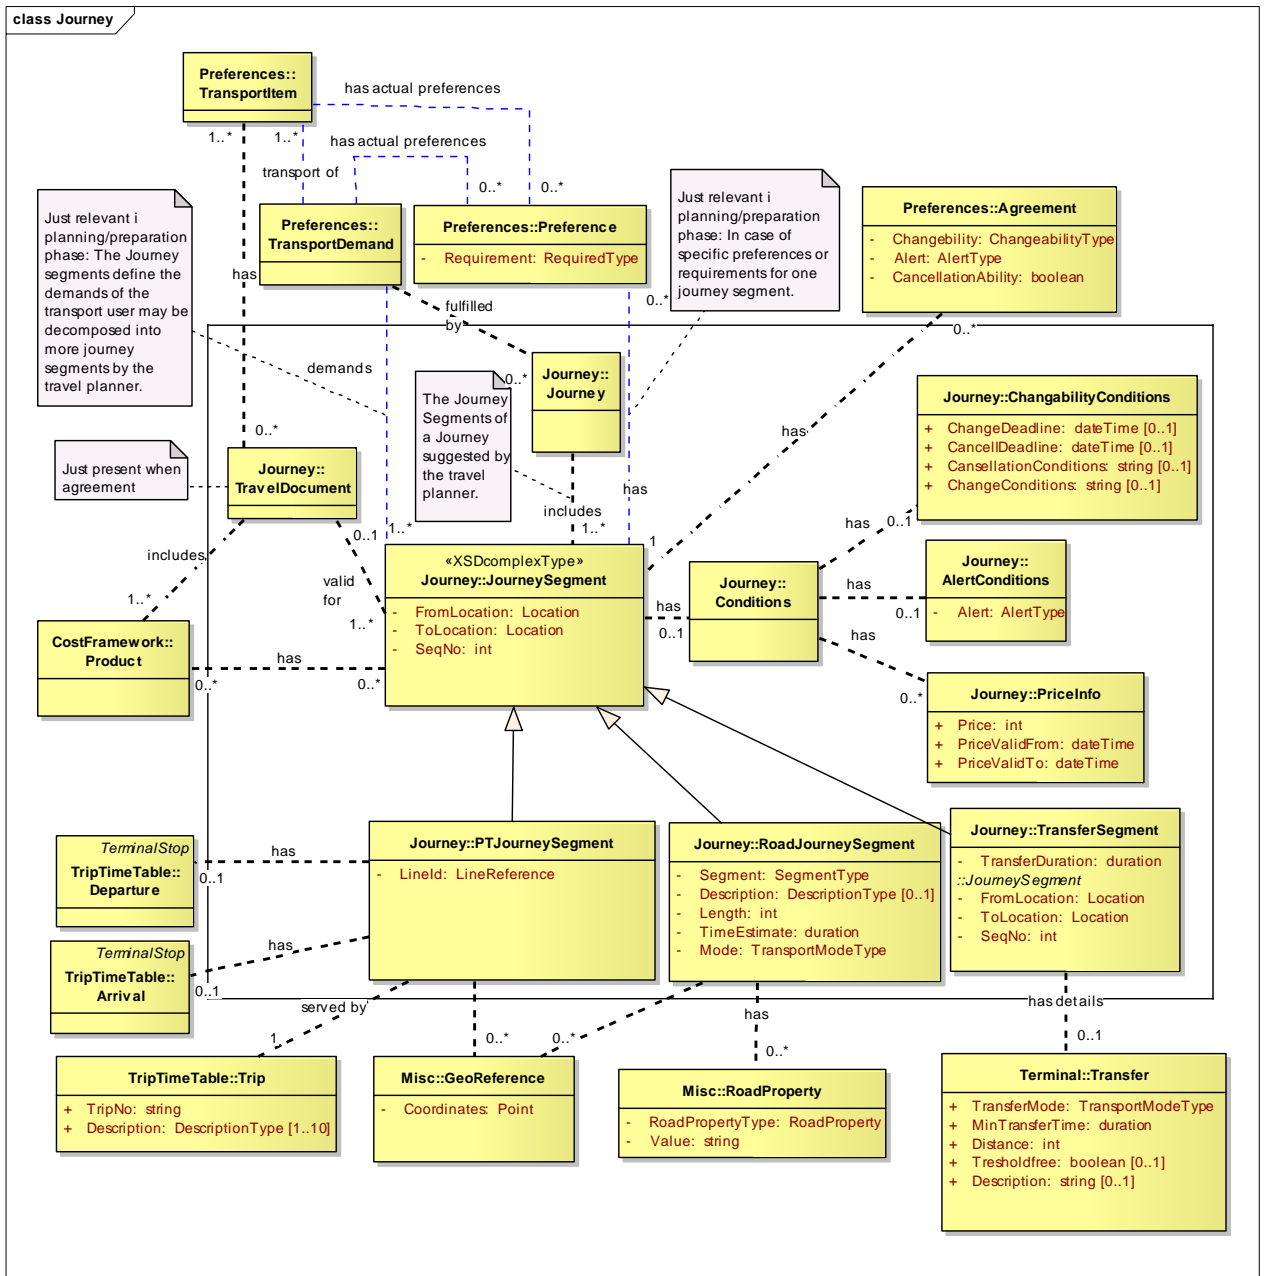 class Journey
Preferences::
TransportItem
has actual preferences
1..*
1..*
has actual preferences
transport of
0..*
0..*
Just relevant i
planning/preparation
phase: The Journey
segments define the
demands of the
transport user may be
decomposed into
more journey
segments by the
travel planner.
Preferences::
TransportDemand
Preferences::Preference
- Requirement: RequiredType
Just relevant i
planning/preparation
phase: In case of
specific preferences or
requirements for one
journey segment.
Preferences::Agreement
- Changebility: ChangeabilityType
- Alert: AlertType
- CancellationAbility: boolean
has
fulfilled
by
0..*
0..*
demands
0..*
Journey::
Journey
The Journey
Segments of
a Journey
suggested by
the travel
planner.
Journey::ChangabilityConditions
+ ChangeDeadline: dateTime [0..1]
+ CancellDeadline: dateTime [0..1]
+ CansellationConditions: string [0..1]
+ ChangeConditions: string [0..1]
has
0..*
Just present when
agreement
Journey::
TravelDocument
has
includes
has
0..1
0..1
1..*
1..*
1
includes
«XSDcomplexType»
Journey::JourneySegment
- FromLocation: Location
- ToLocation: Location
- SeqNo: int
Journey::
Conditions
Journey::
AlertConditions
- Alert: AlertType
valid
for
has
0..1
1..*
1..*
has
0..1
CostFramework::
Product
has
0..*
0..*
has
0..*
Journey::PriceInfo
+ Price: int
+ PriceValidFrom: dateTime
+ PriceValidTo: dateTime
TerminalStop
TripTimeTable::
Departure
has
0..1
Journey::PTJourneySegment
- LineId: LineReference
Journey::RoadJourneySegment
- Segment: SegmentType
- Description: DescriptionType [0..1]
- Length: int
- TimeEstimate: duration
- Mode: TransportModeType
Journey::TransferSegment
- TransferDuration: duration
::JourneySegment
- FromLocation: Location
- ToLocation: Location
- SeqNo: int
TerminalStop
TripTimeTable::
Arrival
has
0..1
served by
1
0..*
0..*
has
0..*
has details
0..1
TripTimeTable::Trip
+ TripNo: string
+ Description: DescriptionType [1..10]
Misc::GeoReference
- Coordinates: Point
Misc::RoadProperty
- RoadPropertyType: RoadProperty
- Value: string
Terminal::Transfer
+ TransferMode: TransportModeType
+ MinTransferTime: duration
+ Distance: int
+ Tresholdfree: boolean [0..1]
+ Description: string [0..1]